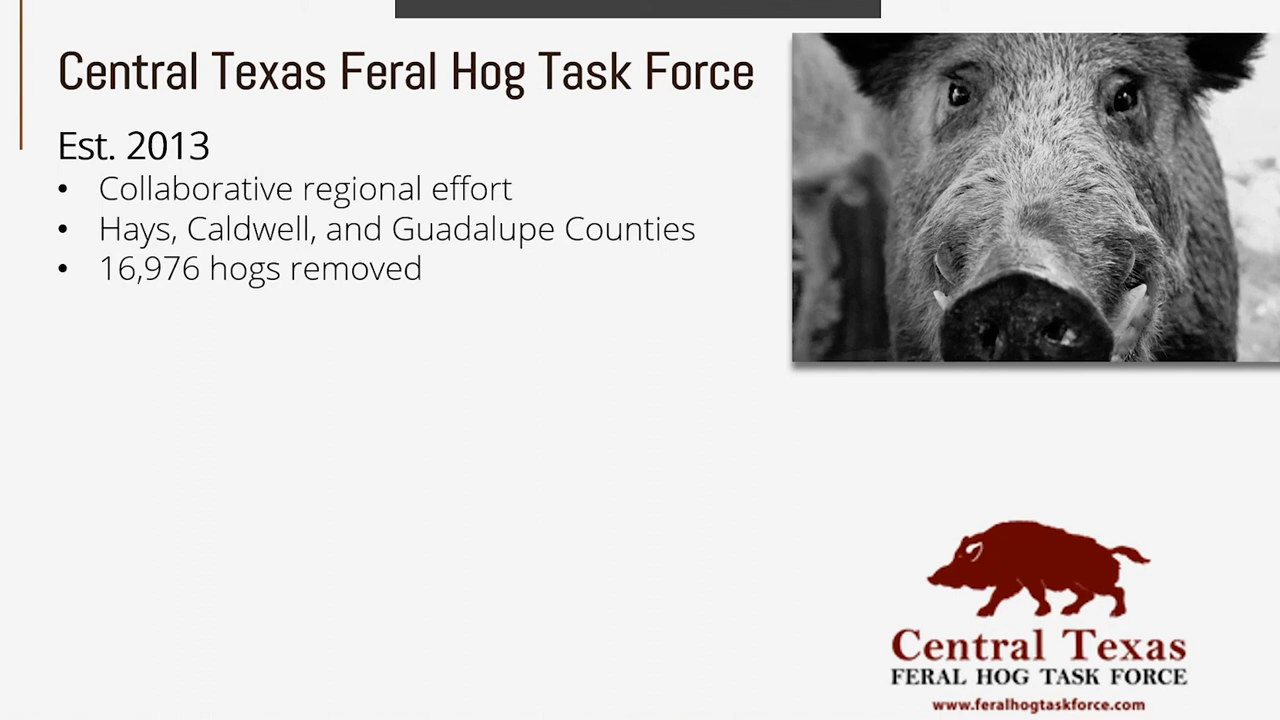 Central Texas Feral Hog Task Force
Est. 2013
• Collaborative regional effort
• Hays, Caldwell, and Guadalupe Counties
• 16,976 hogs removed
Central Texas
FERAL HOG TASK FORCE
www.feralhogtaskforce.com